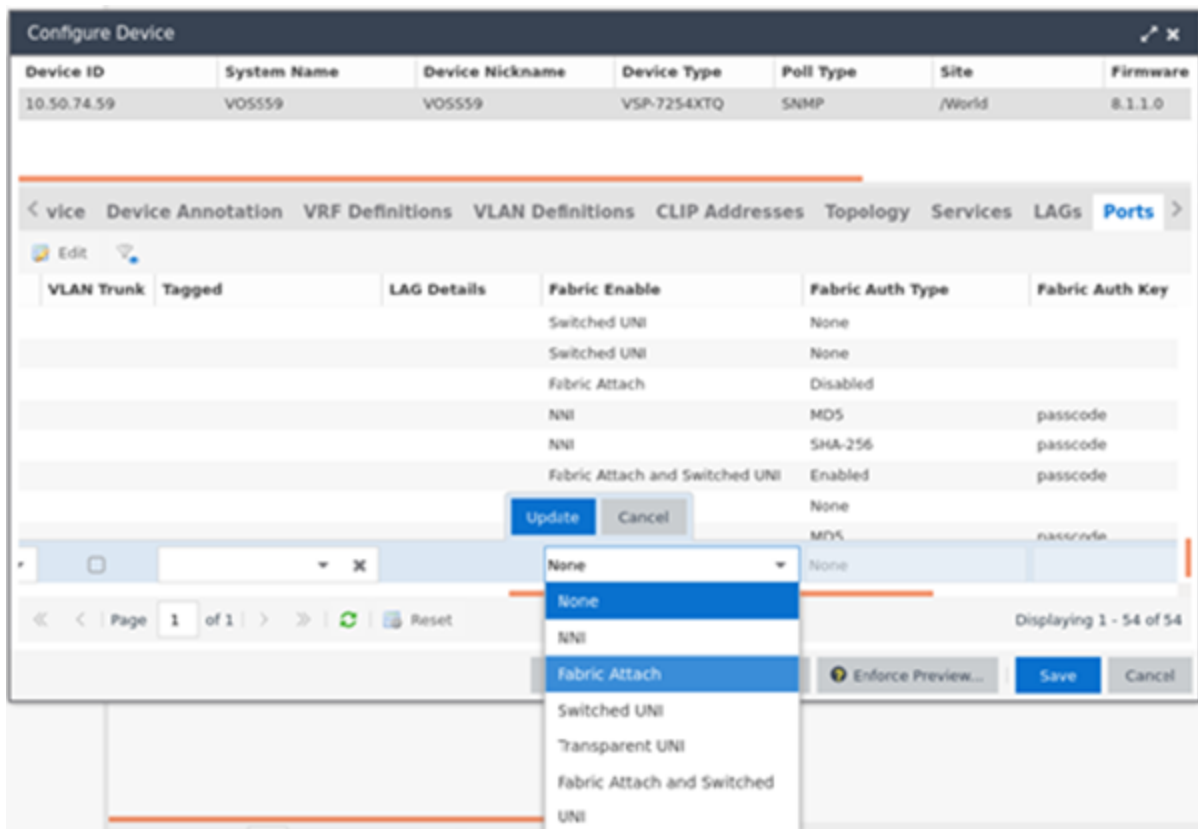 Configure Device
Device ID System Name Device Nickname Device Type Poll Type Site Firmware
10.50.74.59 VOSS59 VOSS59 VSP-7254XTQ SNMP /World 8.1.1.0
vice Device Annotation VRF Definitions VLAN Definitions CLIP Addresses Topology Services LAGs Ports
Edit
VLAN Trunk Tagged LAG Details Fabric Enable Fabric Auth Type Fabric Auth Key
Switched UNI None
Switched UNI None
Fabric Attach Disabled
NNI MD5 passcode
NNI SHA-256 passcode
Fabric Attach and Switched UNI Enabled passcode
None
Update Cancel
MD5 passcode
None None
None
Page 1 of 1 Reset Displaying 1 - 54 of 54
NNI
Fabric Attach Enforce Preview... Save Cancel
Switched UNI
Transparent UNI
Fabric Attach and Switched
UNI